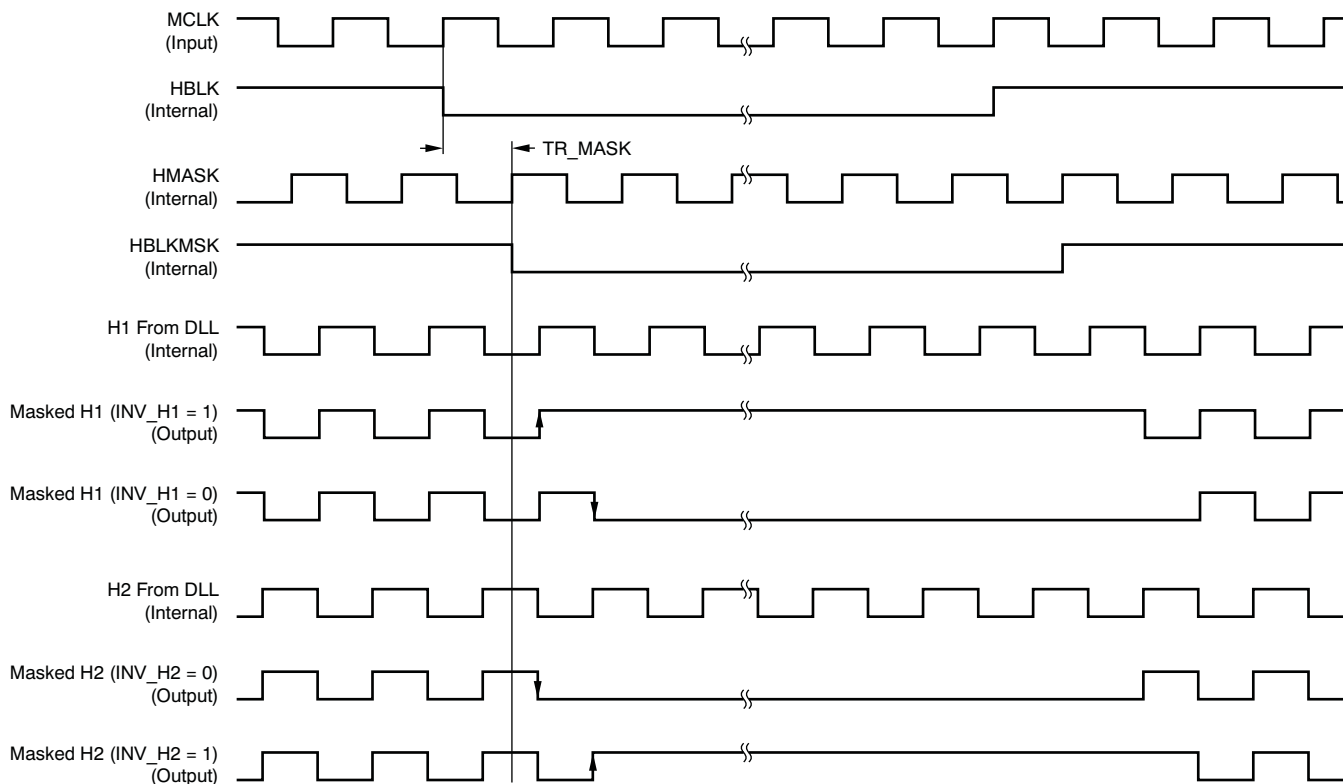 MCLK
(Input)
HBLK
(Internal)
TR_MASK
HMASK
(Internal)
HBLKMSK
(Internal)
H1 From DLL
(Internal)
Masked H1 (INV_H1 = 1)
(Output)
Masked H1 (INV_H1 = 0)
(Output)
H2 From DLL
(Internal)
Masked H2 (INV_H2 = 0)
(Output)
Masked H2 (INV_H2 = 1)
(Output)